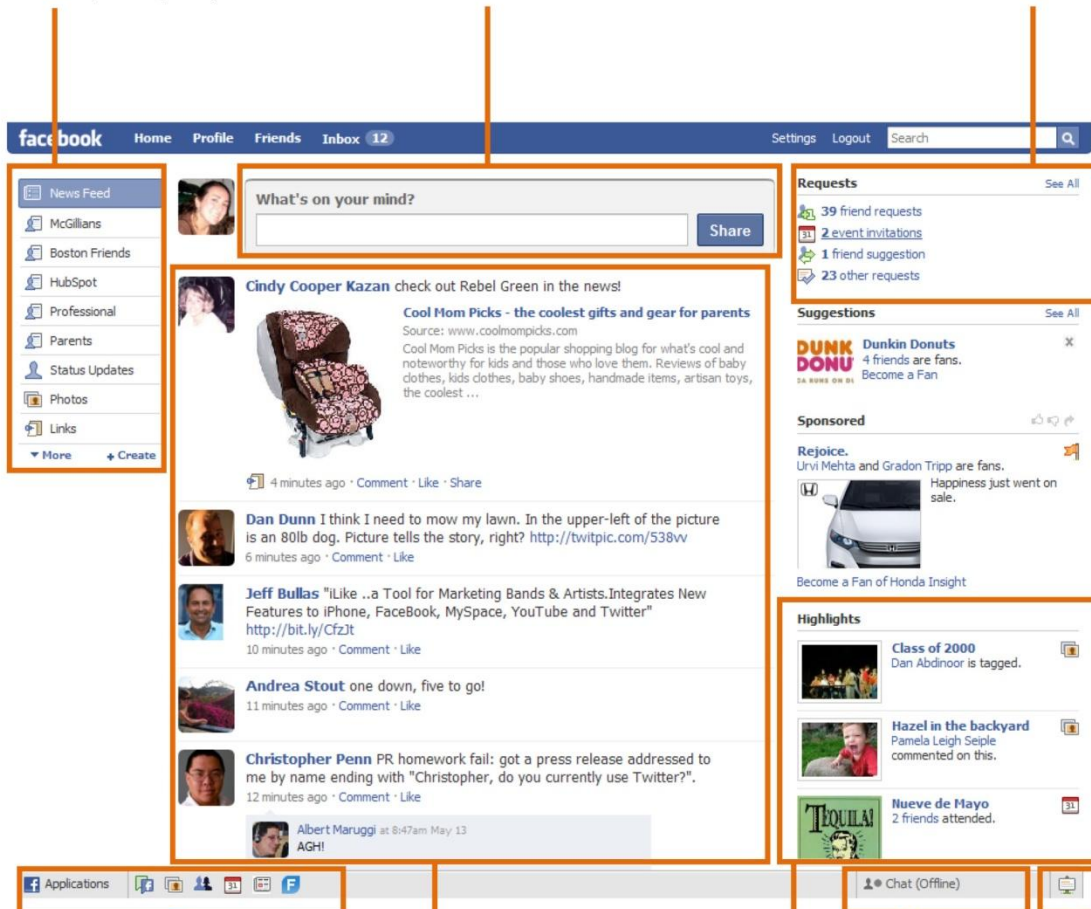 facebook Home Profile Friends Inbox 12 Settings Logout Search
News Feed
McGillians
Boston Friends
HubSpot
Professional
Parents
Status Updates
Photos
Links
More + Create
What's on your mind?
Share
Cindy Cooper Kazan check out Rebel Green in the news!
Cool Mom Picks - the coolest gifts and gear for parents
Source: www.coolmompicks.com
Cool Mom Picks is the popular shopping blog for what's cool and
noteworthy for kids and those who love them. Reviews of baby
clothes, kids clothes, baby shoes, handmade items, artisan toys,
the coolest ...
4 minutes ago · Comment · Like · Share
Dan Dunn I think I need to mow my lawn. In the upper-left of the picture
is an 80lb dog. Picture tells the story, right? http://twitpic.com/538vv
6 minutes ago · Comment · Like
Jeff Bullas "iLike ..a Tool for Marketing Bands & Artists.Integrates New
Features to iPhone, FaceBook, MySpace, YouTube and Twitter"
http://bit.ly/CfzJt
10 minutes ago · Comment · Like
Andrea Stout one down, five to go!
11 minutes ago · Comment · Like
Christopher Penn PR homework fail: got a press release addressed to
me by name ending with "Christopher, do you currently use Twitter?".
12 minutes ago · Comment · Like
Albert Maruggi at 8:47am May 13
AGH!
Requests See All
39 friend requests
31 2 event invitations
1 friend suggestion
23 other requests
Suggestions See All
DUNK
DONU
Dunkin Donuts x
4 friends are fans.
Become a Fan
Sponsored
Rejoice.
Urvi Mehta and Gradon Tripp are fans.
Happiness just went on
sale.
Become a Fan of Honda Insight
Highlights
Class of 2000
Dan Abdinoor is tagged.
Hazel in the backyard
Pamela Leigh Seiple
commented on this.
TEQUILA!
Nueve de Mayo 31
2 friends attended.
Applications 31 Chat (Offline)